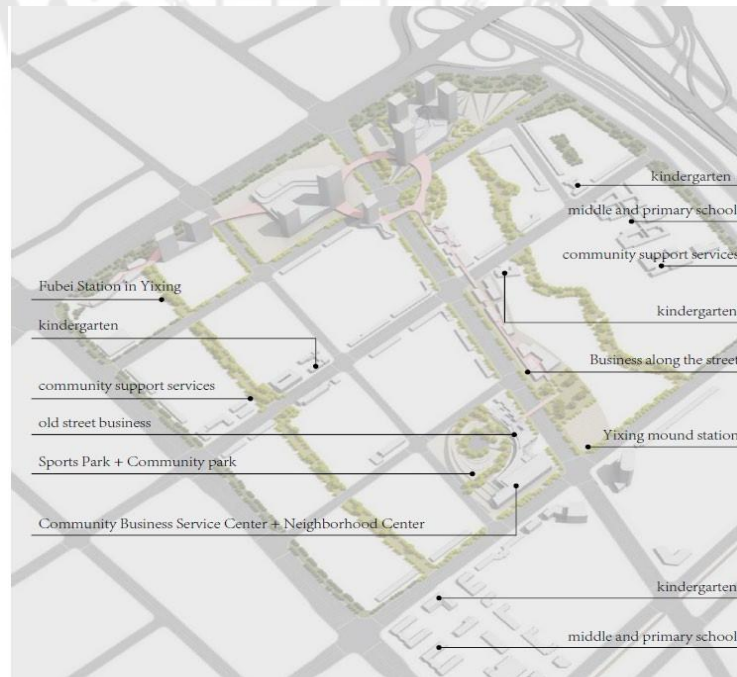 kindergarten
middle and primary school
community support services
kindergarten
Business along the street
Yixing mound station
kindergarten
middle and primary school
Fubei Station in Yixing
kindergarten
community support services
old street business
Sports Park + Community park
Community Business Service Center + Neighborhood Center